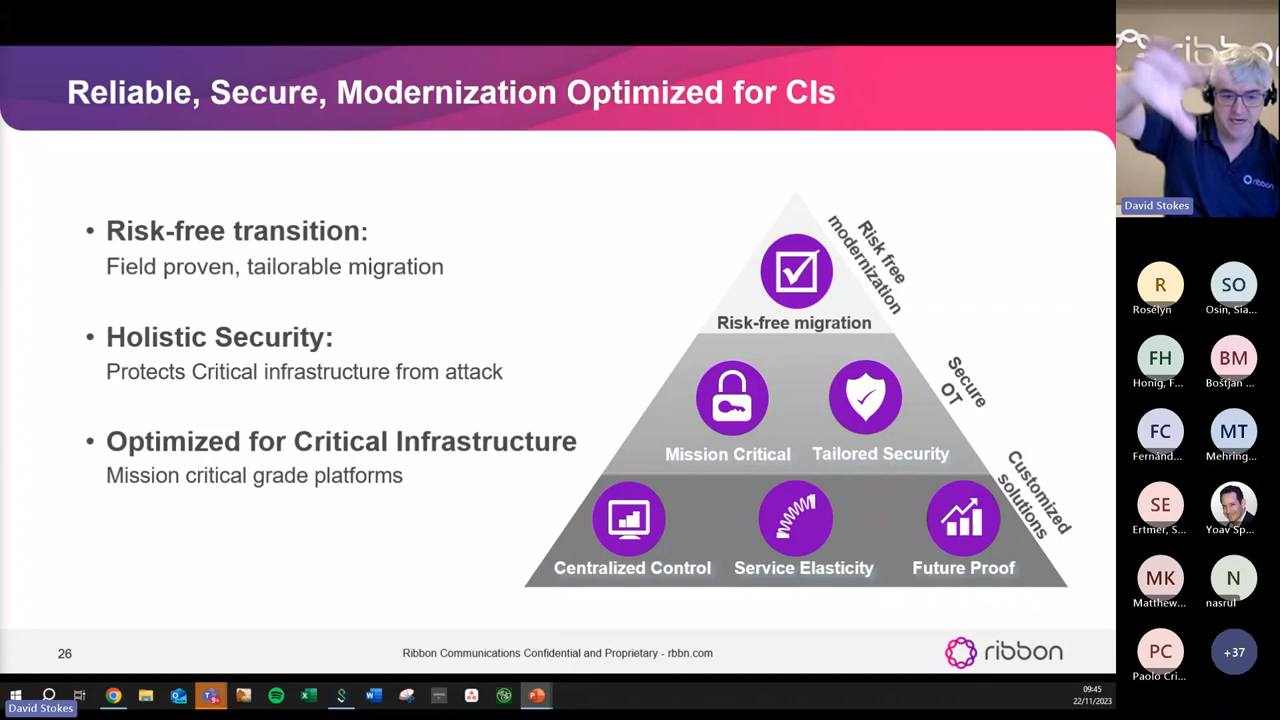 Reliable, Secure, Modernization Optimized for CIs
• Risk-free transition:
Field proven, tailorable migration
• Holistic Security:
Protects Critical infrastructure from attack
• Optimized for Critical Infrastructure
Mission critical grade platforms
Risk free
modernization
Risk-free migration
Secure
OT
Mission Critical
Tailored Security
Customized
solutions
Centralized Control
Service Elasticity
Future Proof
26
Ribbon Communications Confidential and Proprietary - rbbn.com
ribbon
ribbon
ribbon
David Stokes
R
Roselyn
SO
Osin, Sia...
FH
Honig, F...
BM
Boštjan ...
FC
Fernánd...
MT
Mehring...
SE
Ertmer, S...
Yoav Sp...
MK
Matthew...
N
nasrul
PC
Paolo Cri...
+37
9+
David Stokes
09:45
22/11/2023